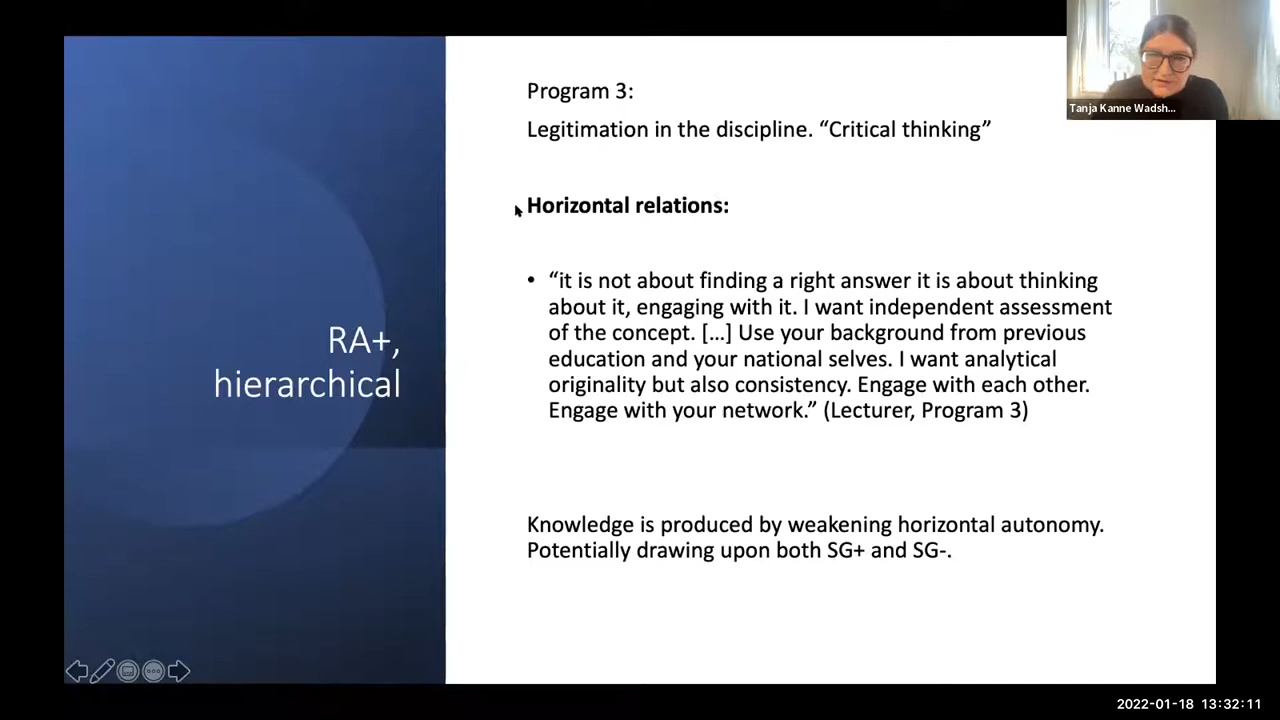 Program 3:
Legitimation in the discipline. “Critical thinking”
Horizontal relations:
• “it is not about finding a right answer it is about thinking
about it, engaging with it. I want independent assessment
of the concept. [...] Use your background from previous
education and your national selves. I want analytical
originality but also consistency. Engage with each other.
Engage with your network.” (Lecturer, Program 3)
Knowledge is produced by weakening horizontal autonomy.
Potentially drawing upon both SG+ and SG-.
RA+,
hierarchical
Tanja Kanne Wadsh...
2022-01-18 13:32:11